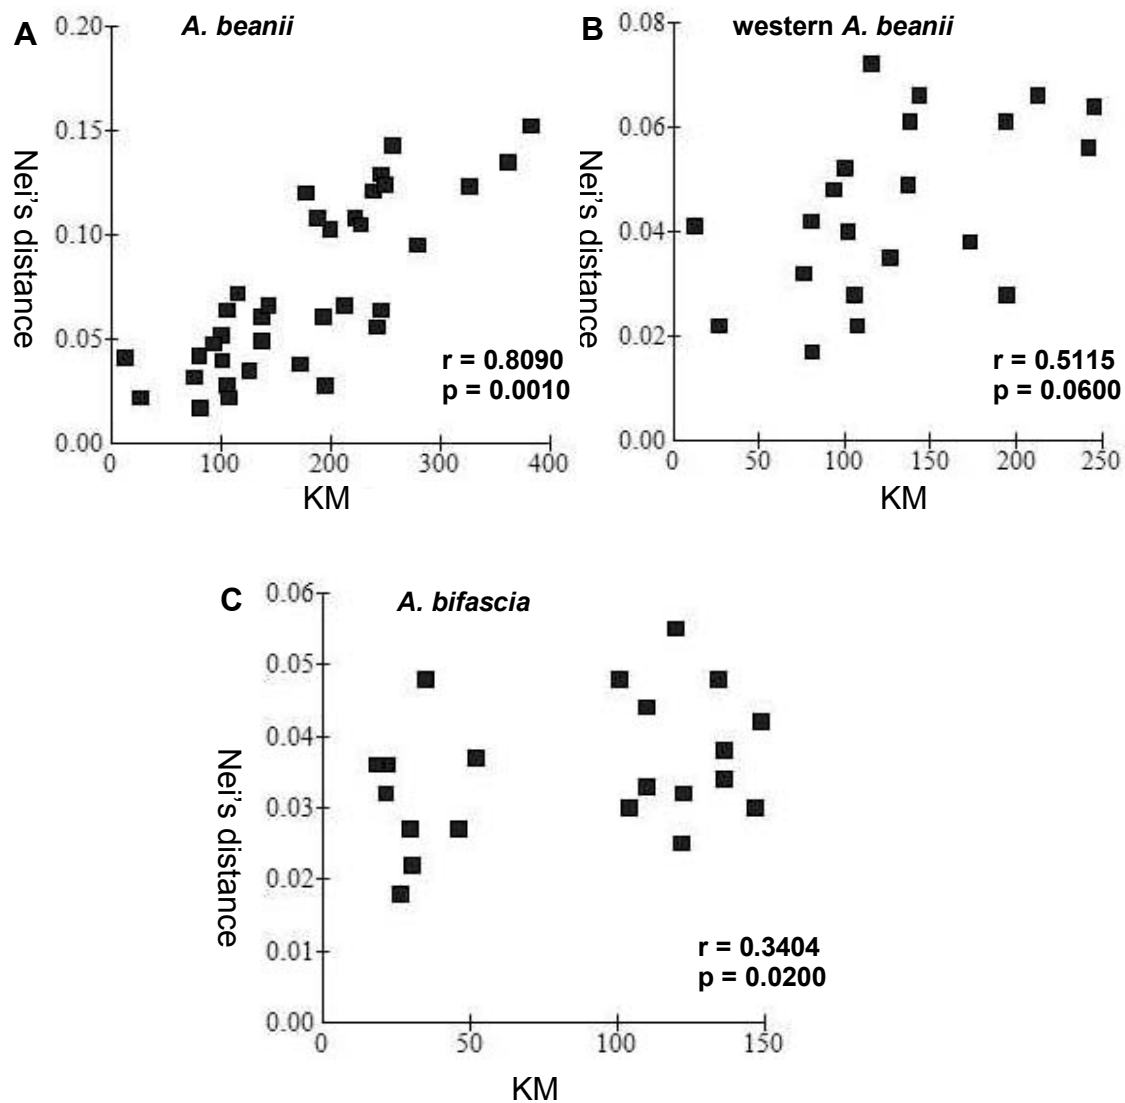 A
A. beanii
0.20
0.15
0.10
0.05
0.00
Nei's distance
r = 0.8090
p = 0.0010
0 100 200 300 400
KM
B
western A. beanii
0.08
0.06
0.04
0.02
0.00
Nei's distance
r = 0.5115
p = 0.0600
0 50 100 150 200 250
KM
C
A. bifascia
0.06
0.05
0.04
0.03
0.02
0.01
0.00
Nei's distance
r = 0.3404
p = 0.0200
0 50 100 150
KM